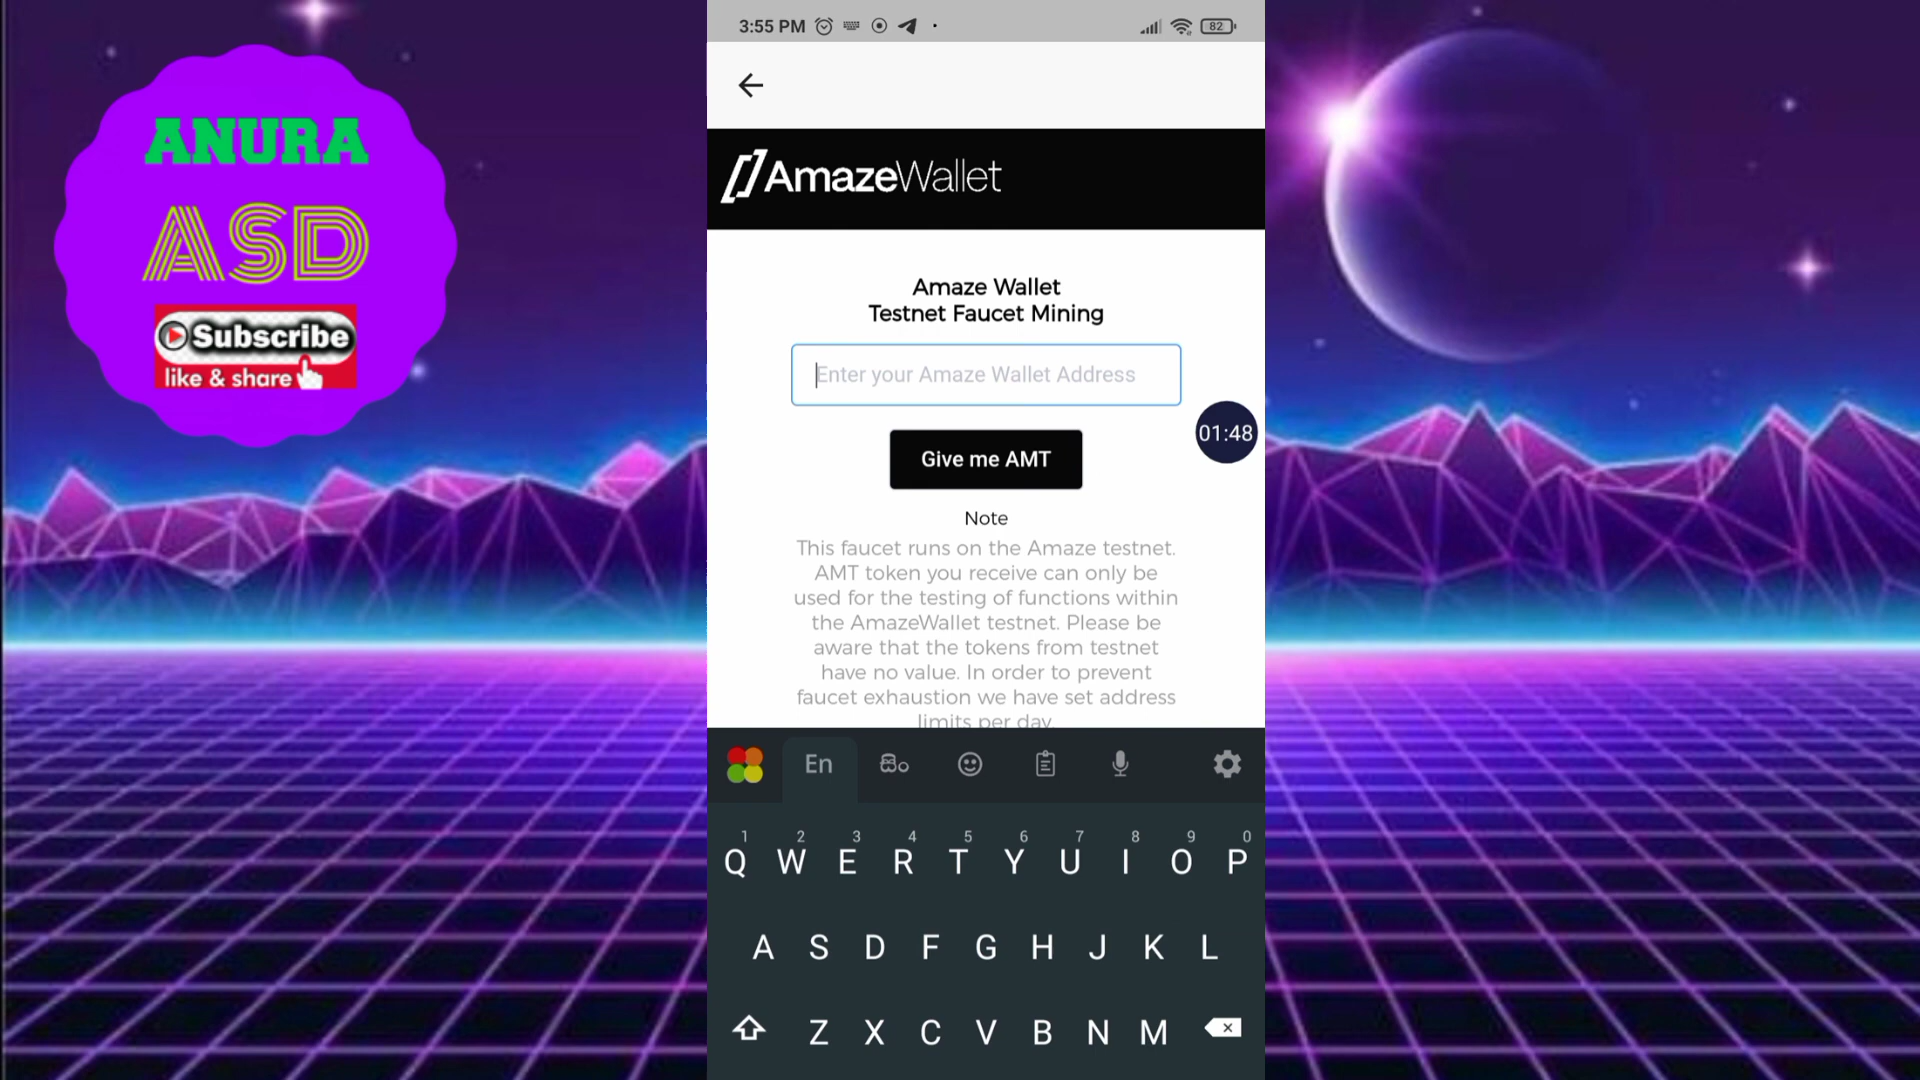 ANURA
ASD
Subscribe
like & share
3:55 PM
82
AmazeWallet
Amaze Wallet
Testnet Faucet Mining
Enter your Amaze Wallet Address
Give me AMT
01:48
Note
This faucet runs on the Amaze testnet.
AMT token you receive can only be
used for the testing of functions within
the AmazeWallet testnet. Please be
aware that the tokens from testnet
have no value. In order to prevent
faucet exhaustion we have set address
limits per day.
En
1 2 3 4 5 6 7 8 9 0
Q W E R T Y U I O P
A S D F G H J K L
Z X C V B N M